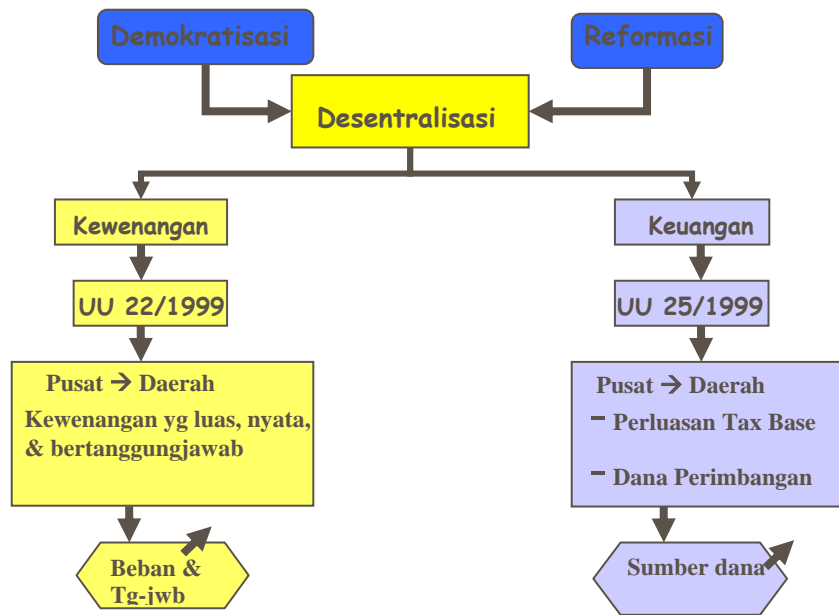 Demokratisasi
Reformasi
Desentralisasi
Kewenangan
Keuangan
UU 22/1999
UU 25/1999
Pusat → Daerah
Kewenangan yg luas, nyata,
& bertanggungjawab
Pusat → Daerah
- Perluasan Tax Base
- Dana Perimbangan
Beban &
Tg-jwb
Sumber dana